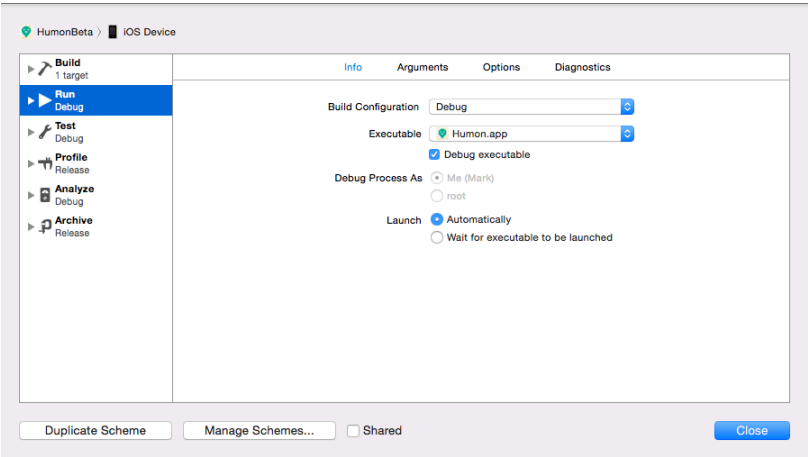 HumonBeta 〉 iOS Device
Build
1 target
Run
Debug
Test
Debug
Profile
Release
Analyze
Debug
Archive
Release
Info Arguments Options Diagnostics
Build Configuration Debug
Executable Humon.app
Debug executable
Debug Process As Me (Mark)
root
Launch Automatically
Wait for executable to be launched
Duplicate Scheme Manage Schemes... Shared Close